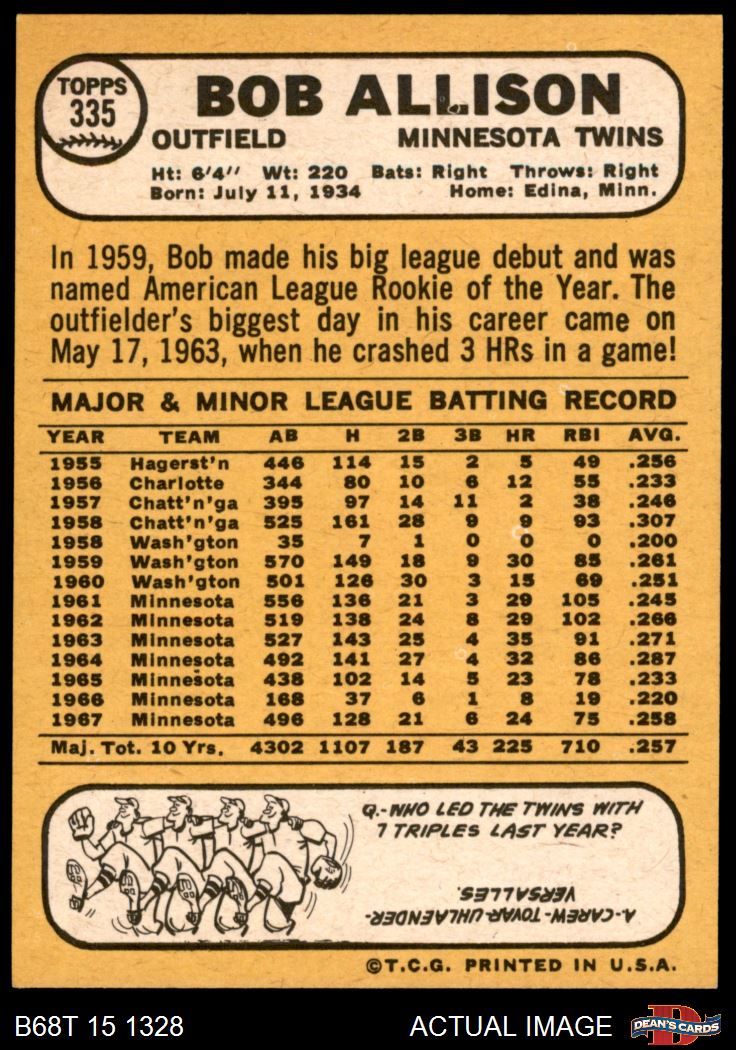 TOPPS
335
BOB ALLISON
OUTFIELD MINNESOTA TWINS
Ht: 6'4" Wt: 220 Bats: Right Throws: Right
Born: July 11, 1934 Home: Edina, Minn.
In 1959, Bob made his big league debut and was
named American League Rookie of the Year. The
outfielder's biggest day in his career came on
May 17, 1963, when he crashed 3 HRs in a game!
MAJOR & MINOR LEAGUE BATTING RECORD
YEAR TEAM AB H 2B 3B HR RBI AVG.
1955 Hagerst'n 446 114 15 2 5 49 .256
1956 Charlotte 344 80 10 6 12 55 .233
1957 Chatt'n'ga 395 97 14 11 2 38 .246
1958 Chatt'n'ga 525 161 28 9 9 93 .307
1958 Wash'gton 35 7 1 0 0 0 .200
1959 Wash'gton 570 149 18 9 30 85 .261
1960 Wash'gton 501 126 30 3 15 69 .251
1961 Minnesota 556 136 21 3 29 105 .245
1962 Minnesota 519 138 24 8 29 102 .266
1963 Minnesota 527 143 25 4 35 91 .271
1964 Minnesota 492 141 27 4 32 86 .287
1965 Minnesota 438 102 14 5 23 78 .233
1966 Minnesota 168 37 6 1 8 19 .220
1967 Minnesota 496 128 21 6 24 75 .258
Maj. Tot. 10 Yrs. 4302 1107 187 43 225 710 .257
Q.-WHO LED THE TWINS WITH
7 TRIPLES LAST YEAR?
A.-CAREW-TOVAR-UHLAENDER-
VERSALLES.
©T.C.G. PRINTED IN U.S.A.
B68T 15 1328 ACTUAL IMAGE DEAN'S CARDS